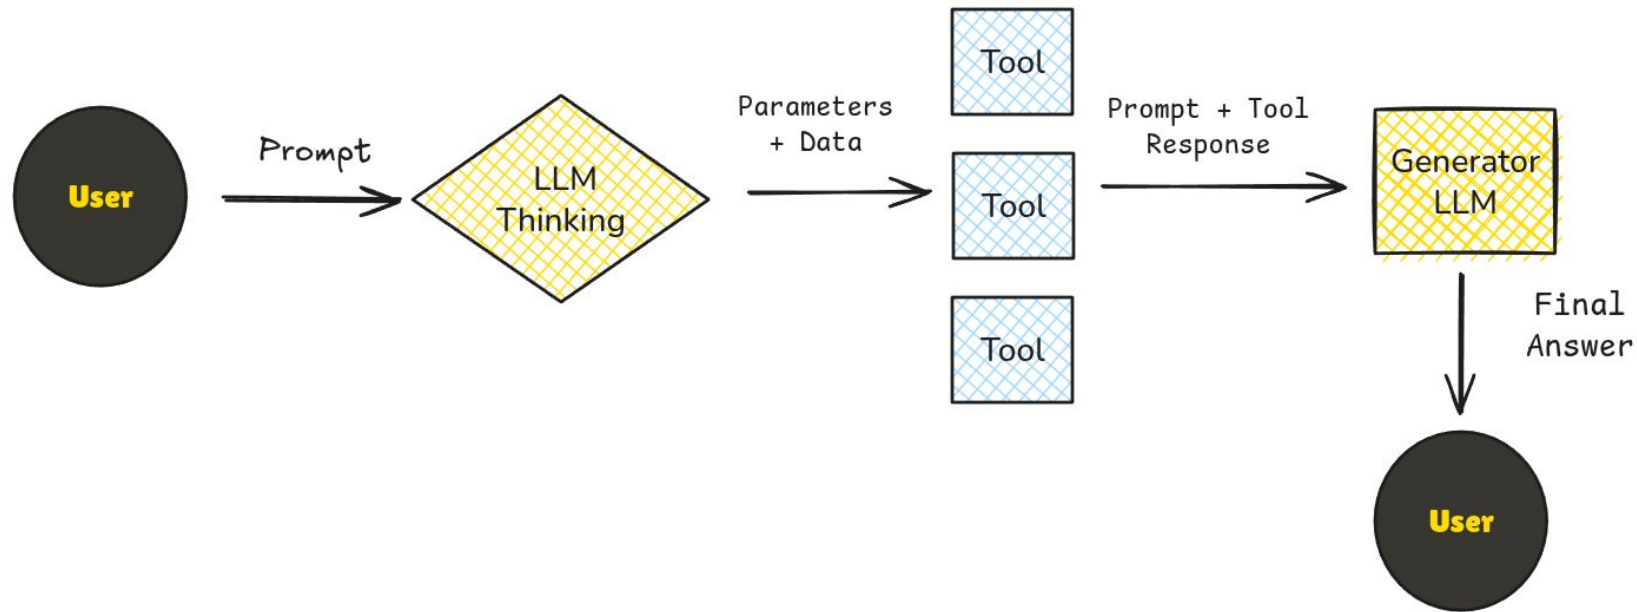 User
Prompt
LLM
Thinking
Parameters
+ Data
Tool
Tool
Tool
Prompt + Tool
Response
Generator
LLM
Final
Answer
User